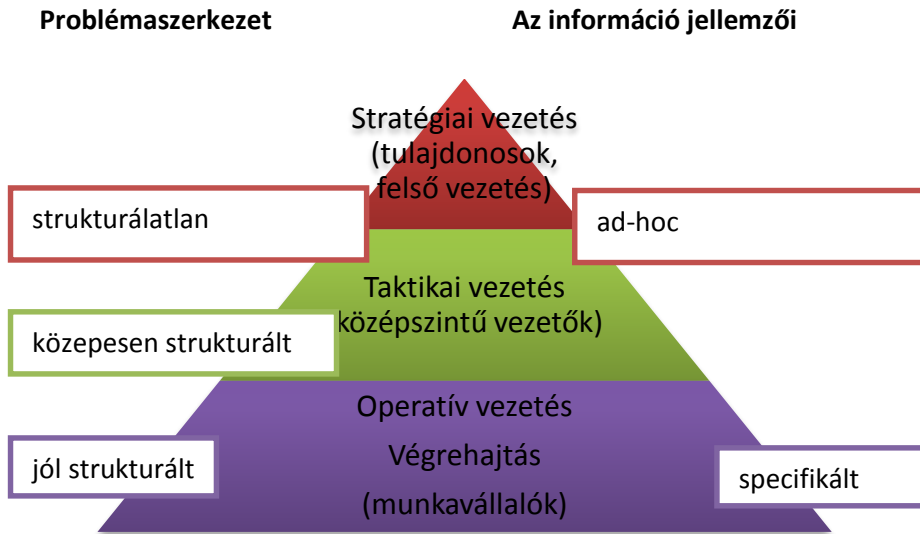 Problémaszerkezet
Az információ jellemzői
Stratégiai vezetés
(tulajdonosok,
felső vezetés)
strukturálatlan
ad-hoc
Taktikai vezetés
(középszintű vezetők)
közepesen strukturált
Operatív vezetés
Végrehajtás
(munkavállalók)
jól strukturált
specifikált